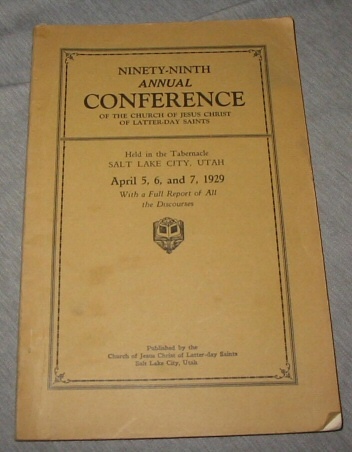 NINETY-NINTH
ANNUAL
CONFERENCE
OF THE CHURCH OF JESUS CHRIST
OF LATTER-DAY SAINTS
Held in the Tabernacle
SALT LAKE CITY, UTAH
April 5, 6, and 7, 1929
With a Full Report of All
the Discourses
Published by the
Church of Jesus Christ of Latter-day Saints
Salt Lake City, Utah